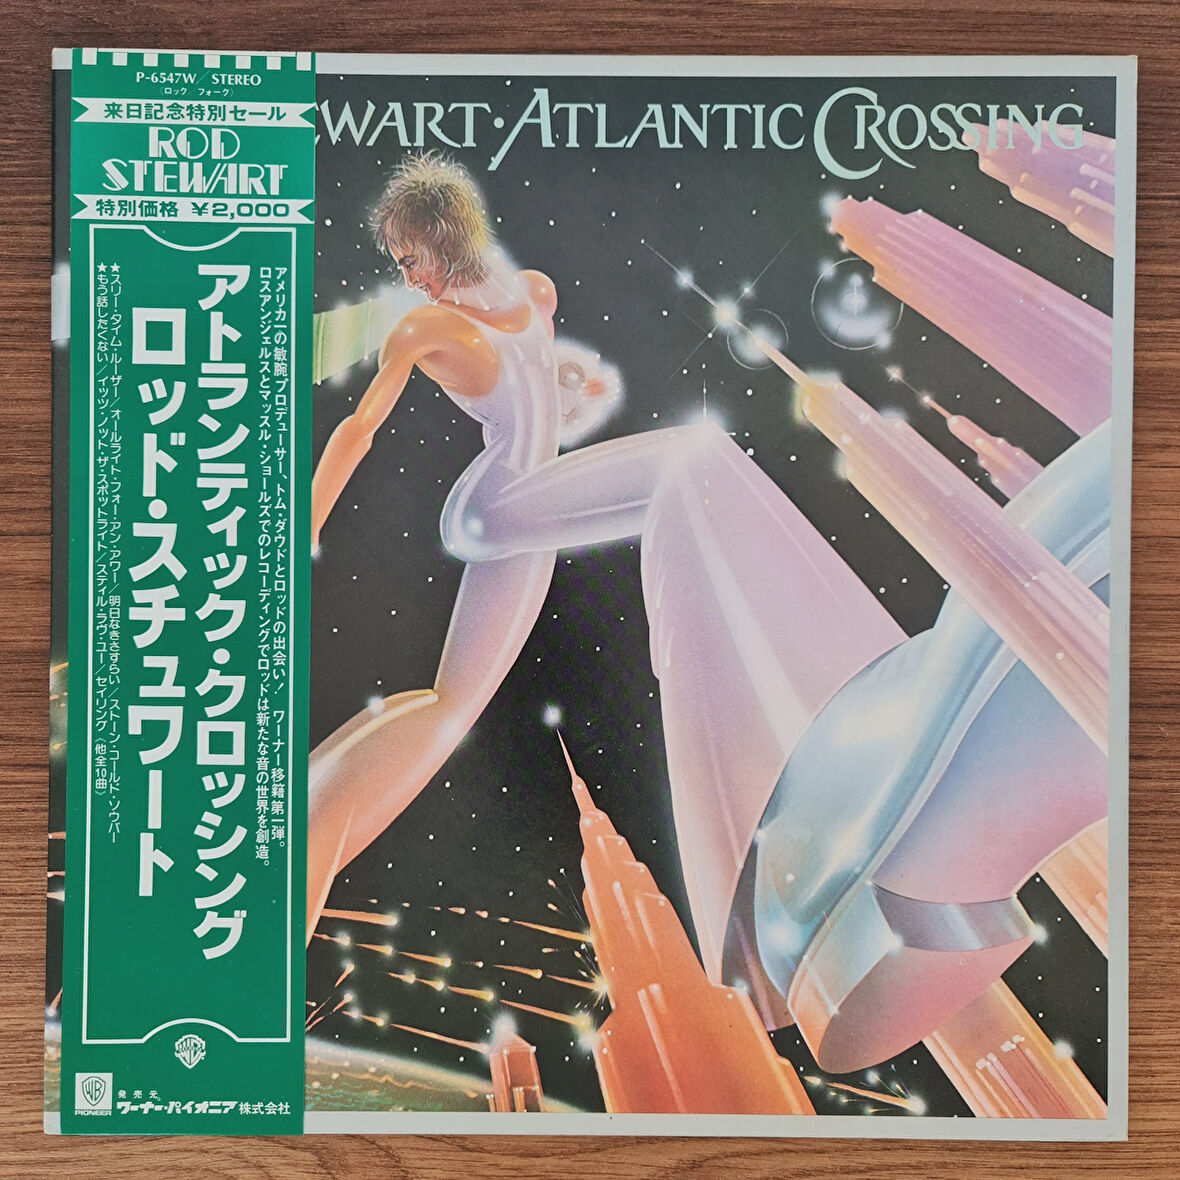 P-6547W/STEREO
(ロック/フォーク)
来日記念特別セール
ROD
STEWART
特別価格 ¥2,000
EWART・ATLANTIC CROSSING
アメリカ一の敏腕プロデューサー、トム・ダウドとロッドの出会い! ワーナー移籍第一弾。
ロスアンジェルスとマッスル・ショールズでのレコーディングでロッドは新たな音の世界を創造。
アトランティック・クロッシング
ロッド・スチュワート
★スリー・タイム・ルーザー/オールライト・フォー・アン・アワー/明日なきさすらい/ストーン・コールド・ソウバー
★もう話したくない/イッツ・ノット・ザ・スポットライト/スティル・ラヴ・ユー/セイリング(他全10曲)
WB
PIONEER
発売元。
ワーナー・パイオニア株式会社